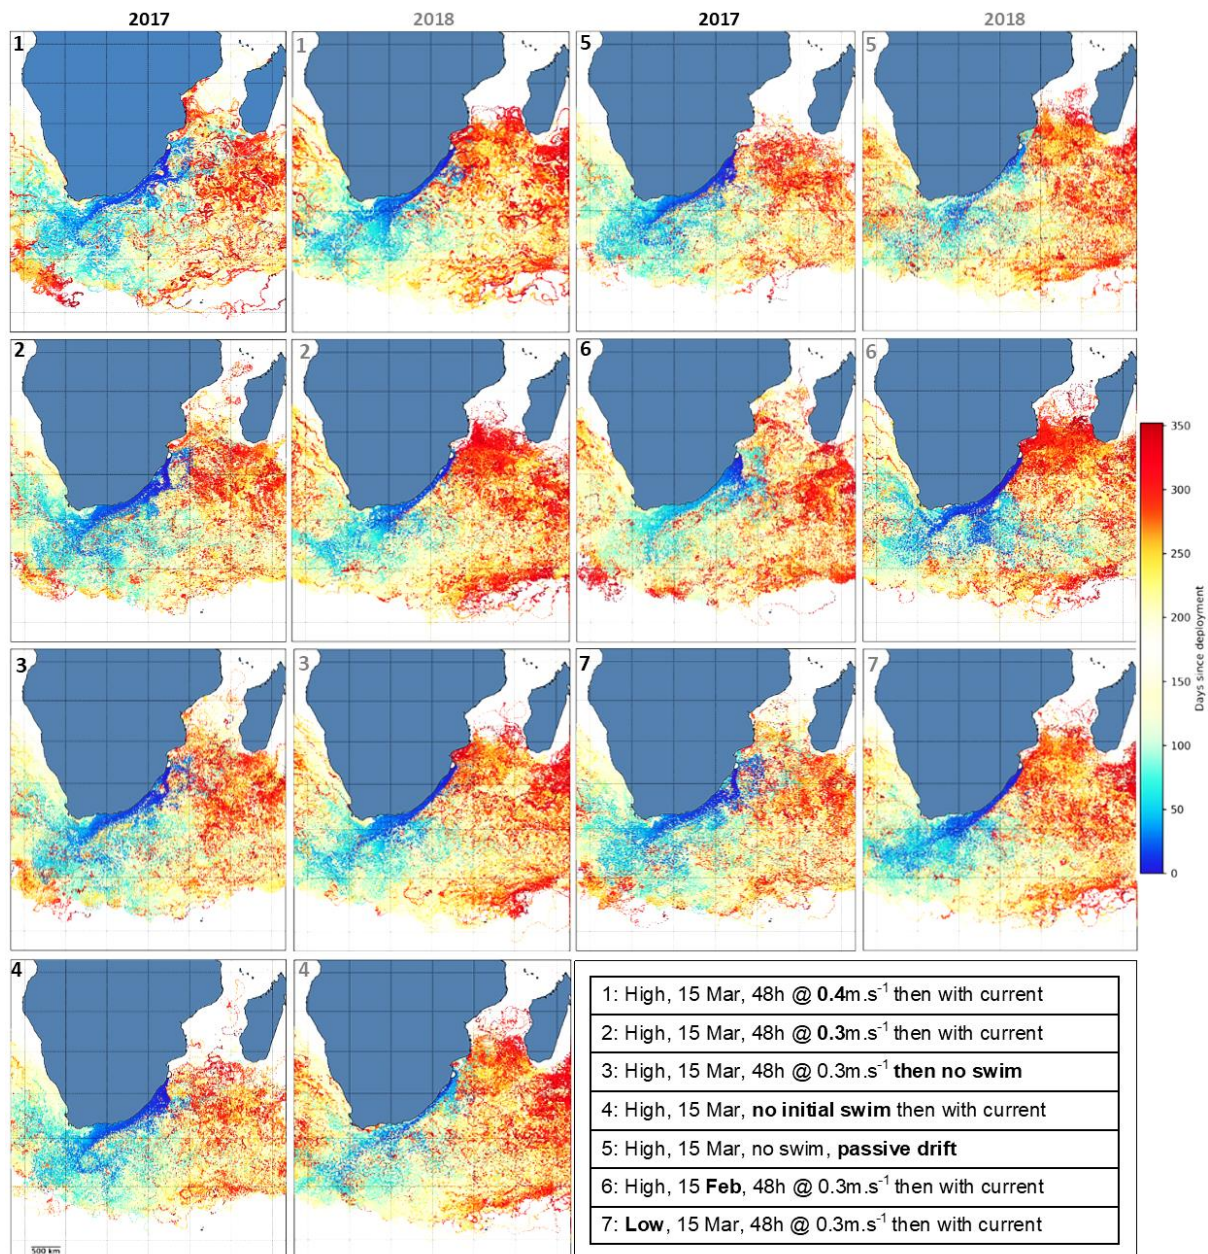 2017 2018 2017 2018
1 1 5 5
2 2 6 6
350
300
250
200
150
100
50
0
Days since deployment
3 3 7 7
4 4
500 km
1: High, 15 Mar, 48h @ 0.4m.s⁻¹ then with current
2: High, 15 Mar, 48h @ 0.3m.s⁻¹ then with current
3: High, 15 Mar, 48h @ 0.3m.s⁻¹ then no swim
4: High, 15 Mar, no initial swim then with current
5: High, 15 Mar, no swim, passive drift
6: High, 15 Feb, 48h @ 0.3m.s⁻¹ then with current
7: Low, 15 Mar, 48h @ 0.3m.s⁻¹ then with current